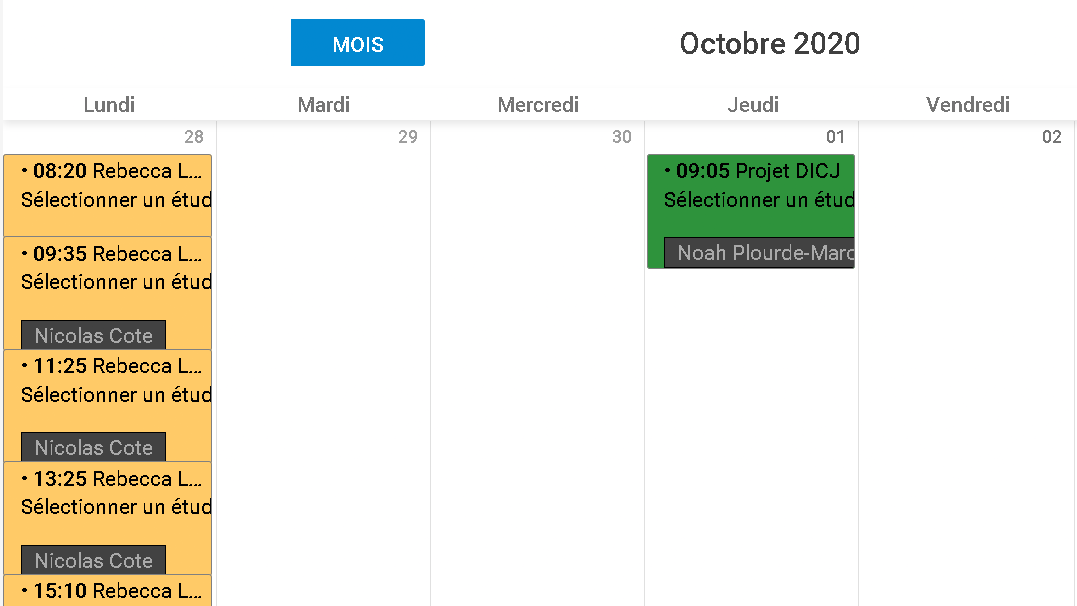 MOIS
Octobre 2020
Lundi Mardi Mercredi Jeudi Vendredi
28 29 30 01 02
• 08:20 Rebecca L...
Sélectionner un étud
• 09:35 Rebecca L...
Sélectionner un étud
Nicolas Cote
• 11:25 Rebecca L...
Sélectionner un étud
Nicolas Cote
• 13:25 Rebecca L...
Sélectionner un étud
Nicolas Cote
• 15:10 Rebecca L...
• 09:05 Projet DICJ
Sélectionner un étud
Noah Plourde-Marc